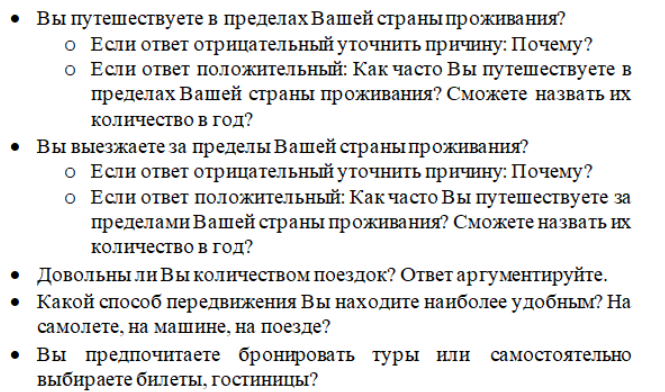 • Вы путешествуете в пределах Вашей страны проживания?
o Если ответ отрицательный уточнить причину: Почему?
o Если ответ положительный: Как часто Вы путешествуете в
пределах Вашей страны проживания? Сможете назвать их
количество в год?
• Вы выезжаете за пределы Вашей страны проживания?
o Если ответ отрицательный уточнить причину: Почему?
o Если ответ положительный: Как часто Вы путешествуете за
пределами Вашей страны проживания? Сможете назвать их
количество в год?
• Довольны ли Вы количеством поездок? Ответ аргументируйте.
• Какой способ передвижения Вы находите наиболее удобным? На
самолете, на машине, на поезде?
• Вы предпочитаете бронировать туры или самостоятельно
выбираете билеты, гостиницы?